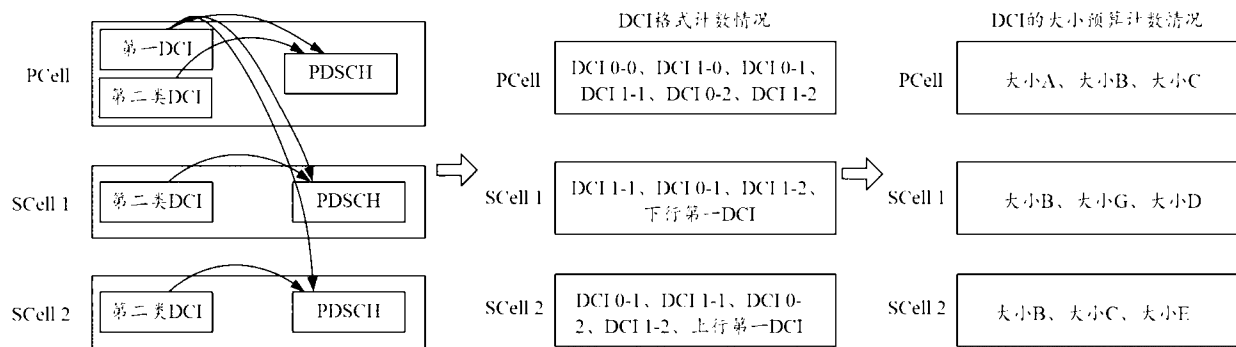 DCI格式计数情况
DCI的大小预算计数情况
PCell
第一DCI
第二类DCI
PDSCH
PCell
DCI 0-0、DCI 1-0、DCI 0-1、
DCI 1-1、DCI 0-2、DCI 1-2
PCell
大小A、大小B、大小C
SCell 1
第二类DCI
PDSCH
SCell 1
DCI 1-1、DCI 0-1、DCI 1-2、
下行第一DCI
SCell 1
大小B、大小G、大小D
SCell 2
第二类DCI
PDSCH
SCell 2
DCI 0-1、DCI 1-1、DCI 0-
2、DCI 1-2、上行第一DCI
SCell 2
大小B、大小C、大小E